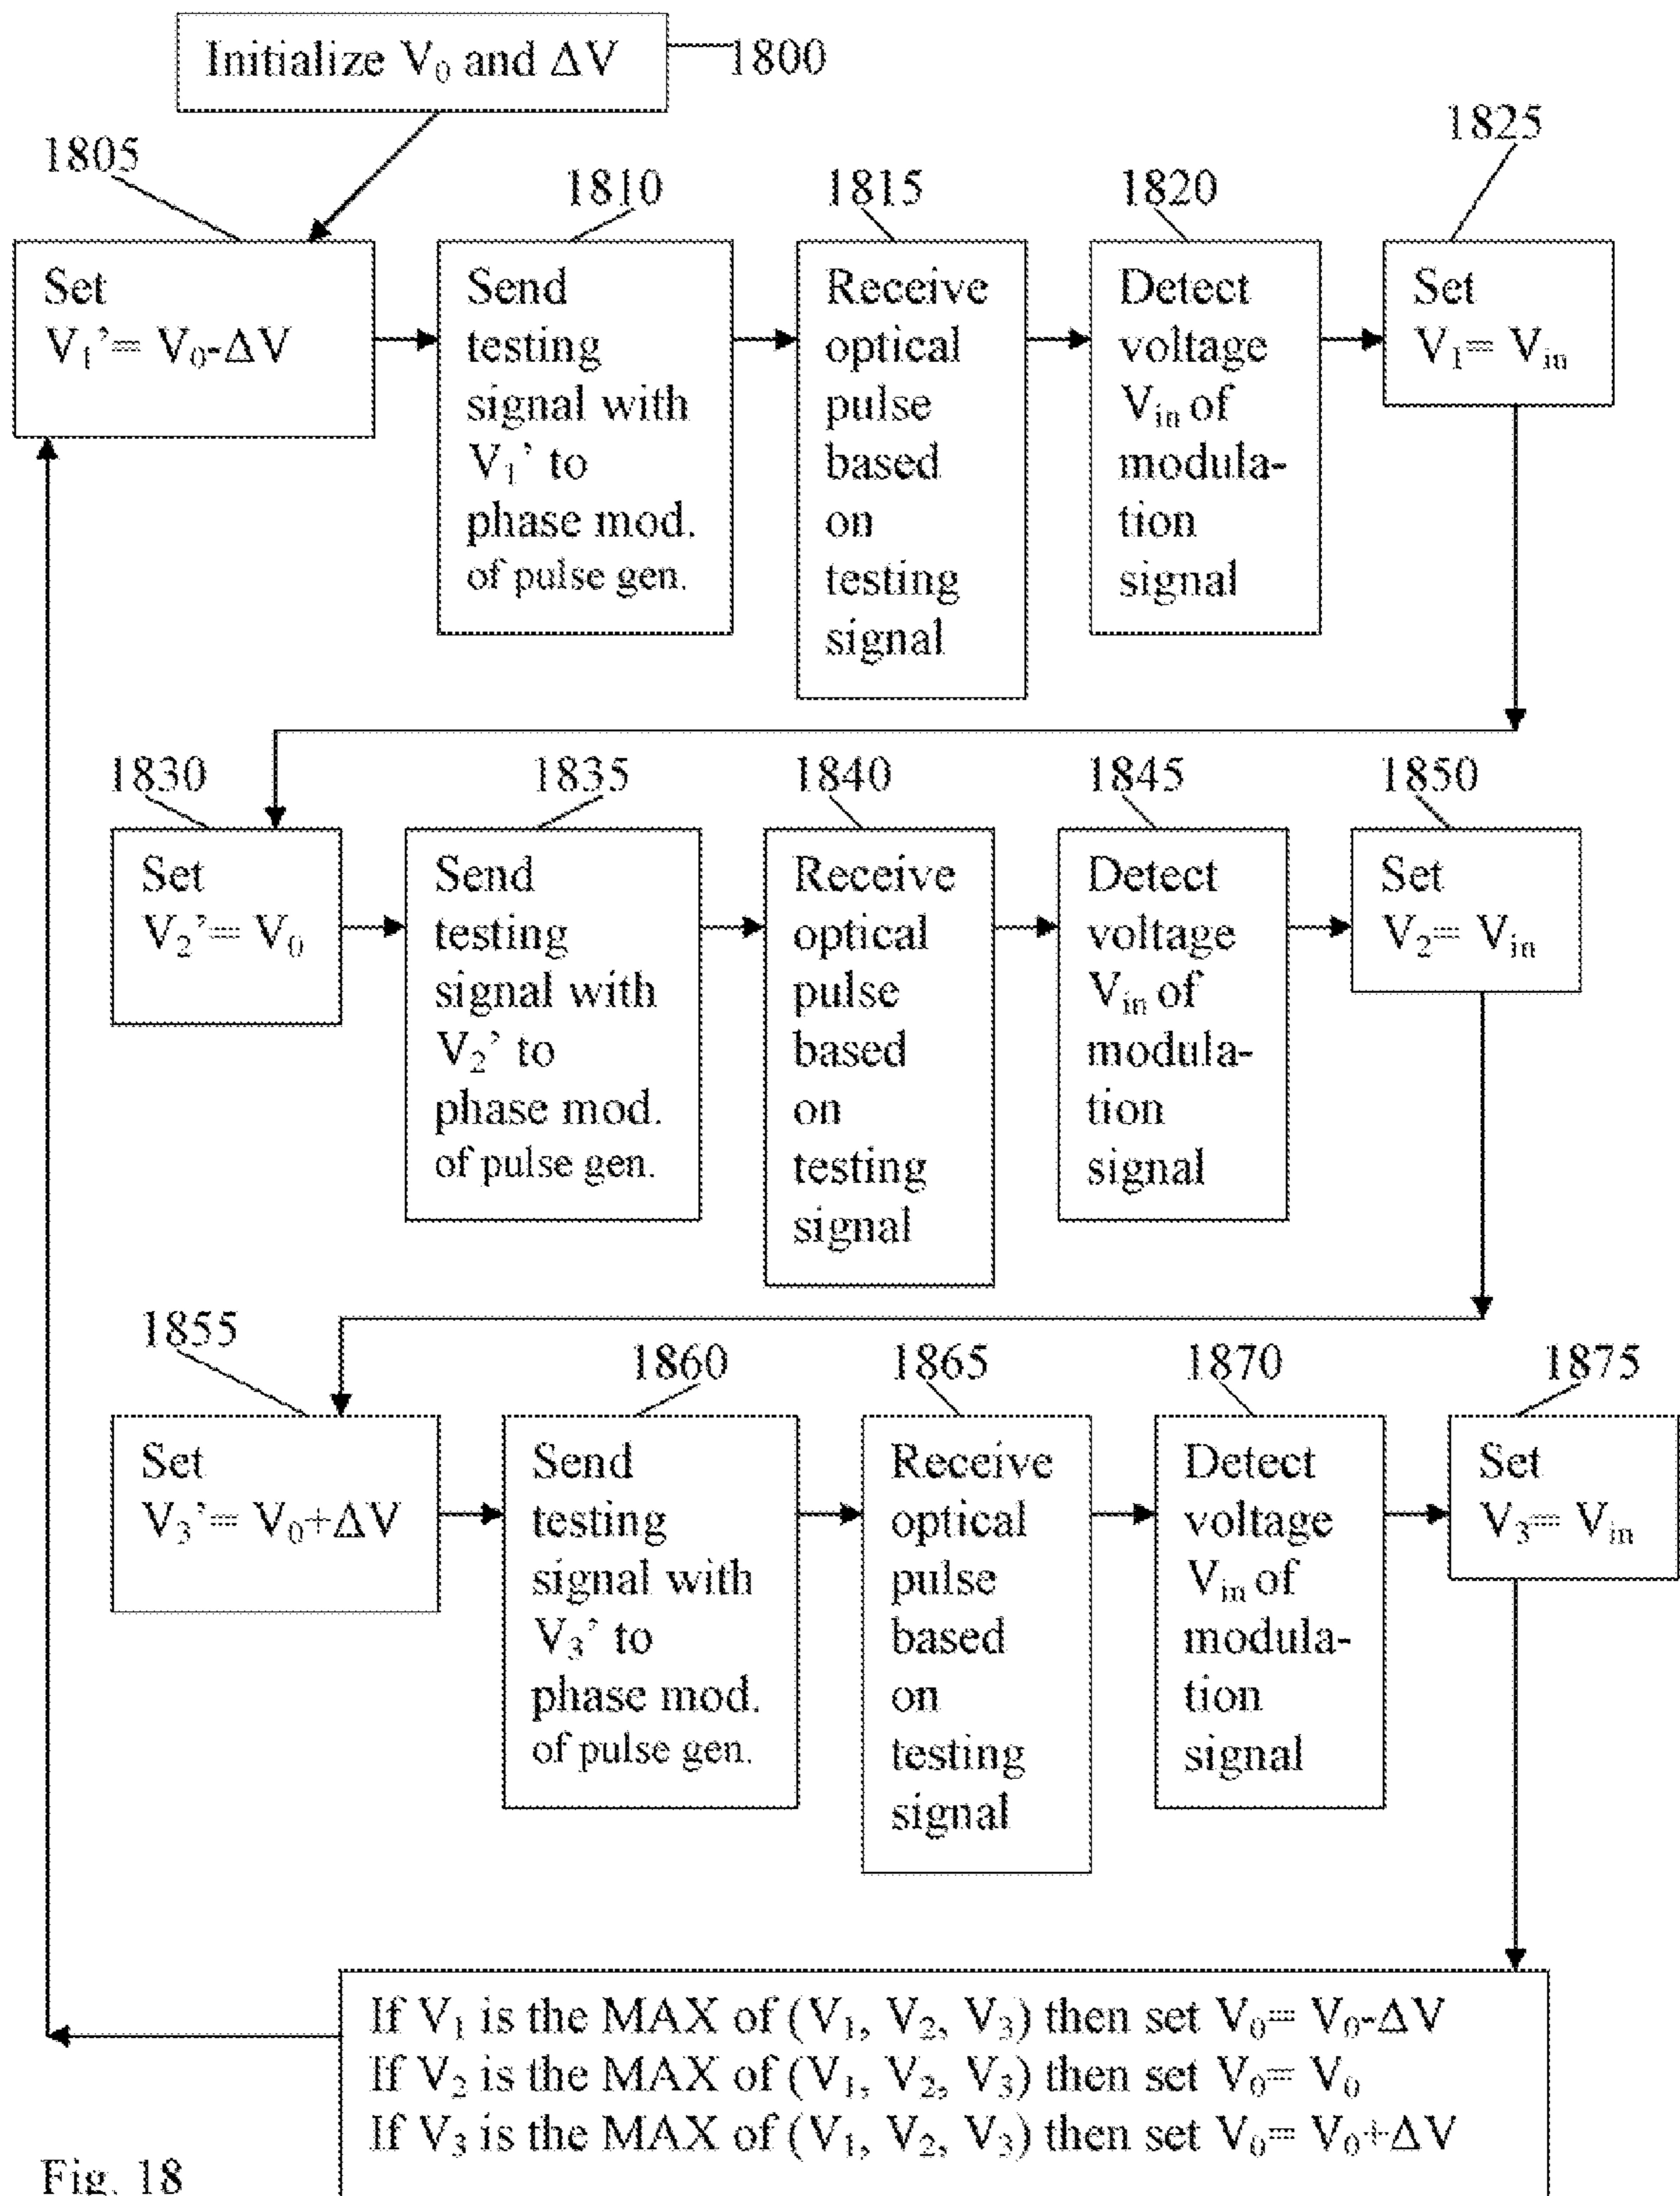 Initialize V₀ and ΔV
1800
1805
1810
1815
1820
1825
Set
V₁'= V₀-ΔV
Send
testing
signal with
V₁' to
phase mod.
of pulse gen.
Receive
optical
pulse
based
on
testing
signal
Detect
voltage
Vᵢₙ of
modula-
tion
signal
Set
V₁= Vᵢₙ
1830
1835
1840
1845
1850
Set
V₂'= V₀
Send
testing
signal with
V₂' to
phase mod.
of pulse gen.
Receive
optical
pulse
based
on
testing
signal
Detect
voltage
Vᵢₙ of
modula-
tion
signal
Set
V₂= Vᵢₙ
1855
1860
1865
1870
1875
Set
V₃'= V₀+ΔV
Send
testing
signal with
V₃' to
phase mod.
of pulse gen.
Receive
optical
pulse
based
on
testing
signal
Detect
voltage
Vᵢₙ of
modula-
tion
signal
Set
V₃= Vᵢₙ
If V₁ is the MAX of (V₁, V₂, V₃) then set V₀= V₀-ΔV
If V₂ is the MAX of (V₁, V₂, V₃) then set V₀= V₀
If V₃ is the MAX of (V₁, V₂, V₃) then set V₀= V₀+ΔV
Fig. 18